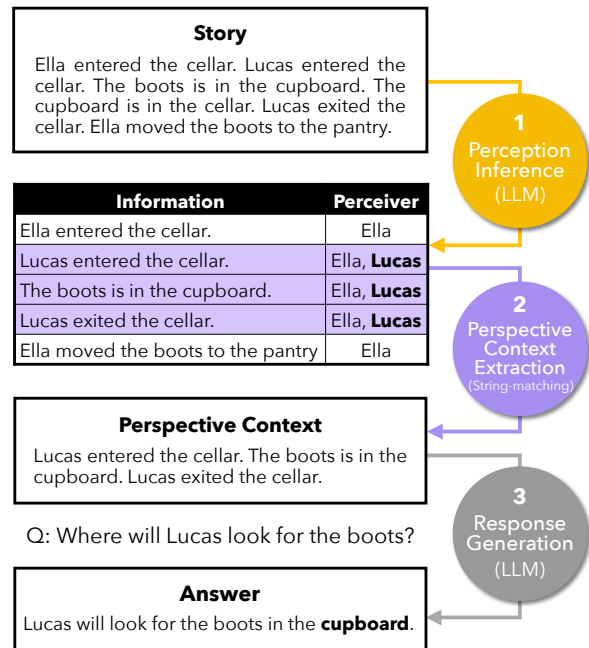 Story
Ella entered the cellar. Lucas entered the
cellar. The boots is in the cupboard. The
cupboard is in the cellar. Lucas exited the
cellar. Ella moved the boots to the pantry.
1
Perception
Inference
(LLM)
Information Perceiver
Ella entered the cellar. Ella
Lucas entered the cellar. Ella, Lucas
The boots is in the cupboard. Ella, Lucas
Lucas exited the cellar. Ella, Lucas
Ella moved the boots to the pantry Ella
2
Perspective
Context
Extraction
(String-matching)
Perspective Context
Lucas entered the cellar. The boots is in the
cupboard. Lucas exited the cellar.
3
Response
Generation
(LLM)
Q: Where will Lucas look for the boots?
Answer
Lucas will look for the boots in the cupboard.